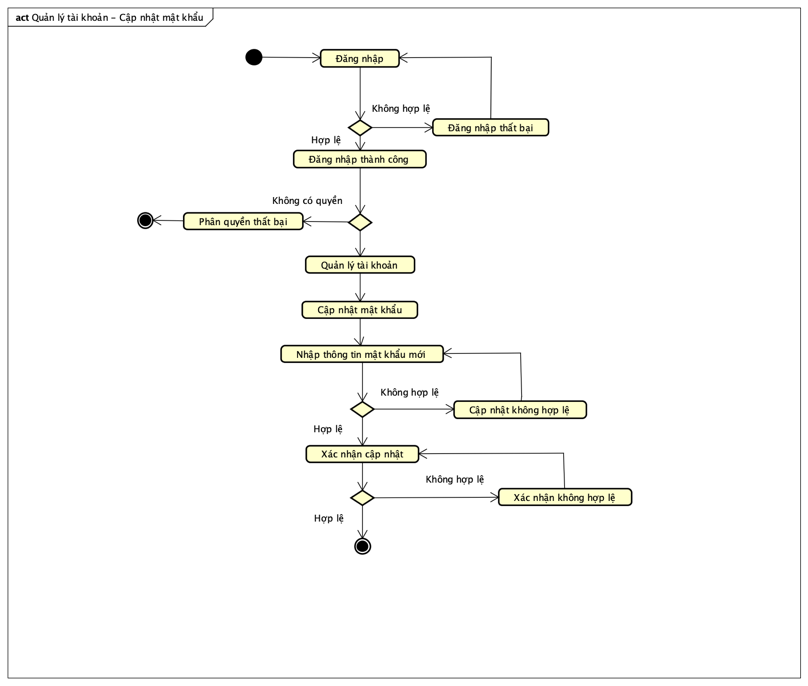 act Quản lý tài khoản – Cập nhật mật khẩu
Đăng nhập
Không hợp lệ
Đăng nhập thất bại
Hợp lệ
Đăng nhập thành công
Không có quyền
Phân quyền thất bại
Quản lý tài khoản
Cập nhật mật khẩu
Nhập thông tin mật khẩu mới
Không hợp lệ
Cập nhật không hợp lệ
Hợp lệ
Xác nhận cập nhật
Không hợp lệ
Xác nhận không hợp lệ
Hợp lệ